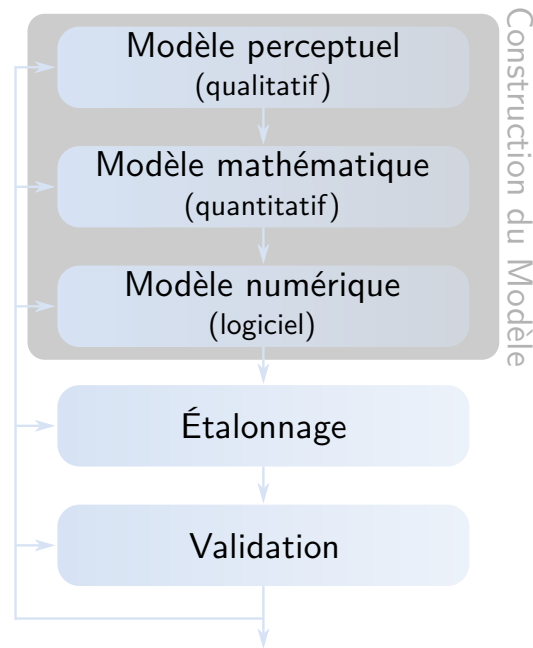 Modèle perceptuel
(qualitatif)
Modèle mathématique
(quantitatif)
Modèle numérique
(logiciel)
Construction du Modèle
Étalonnage
Validation